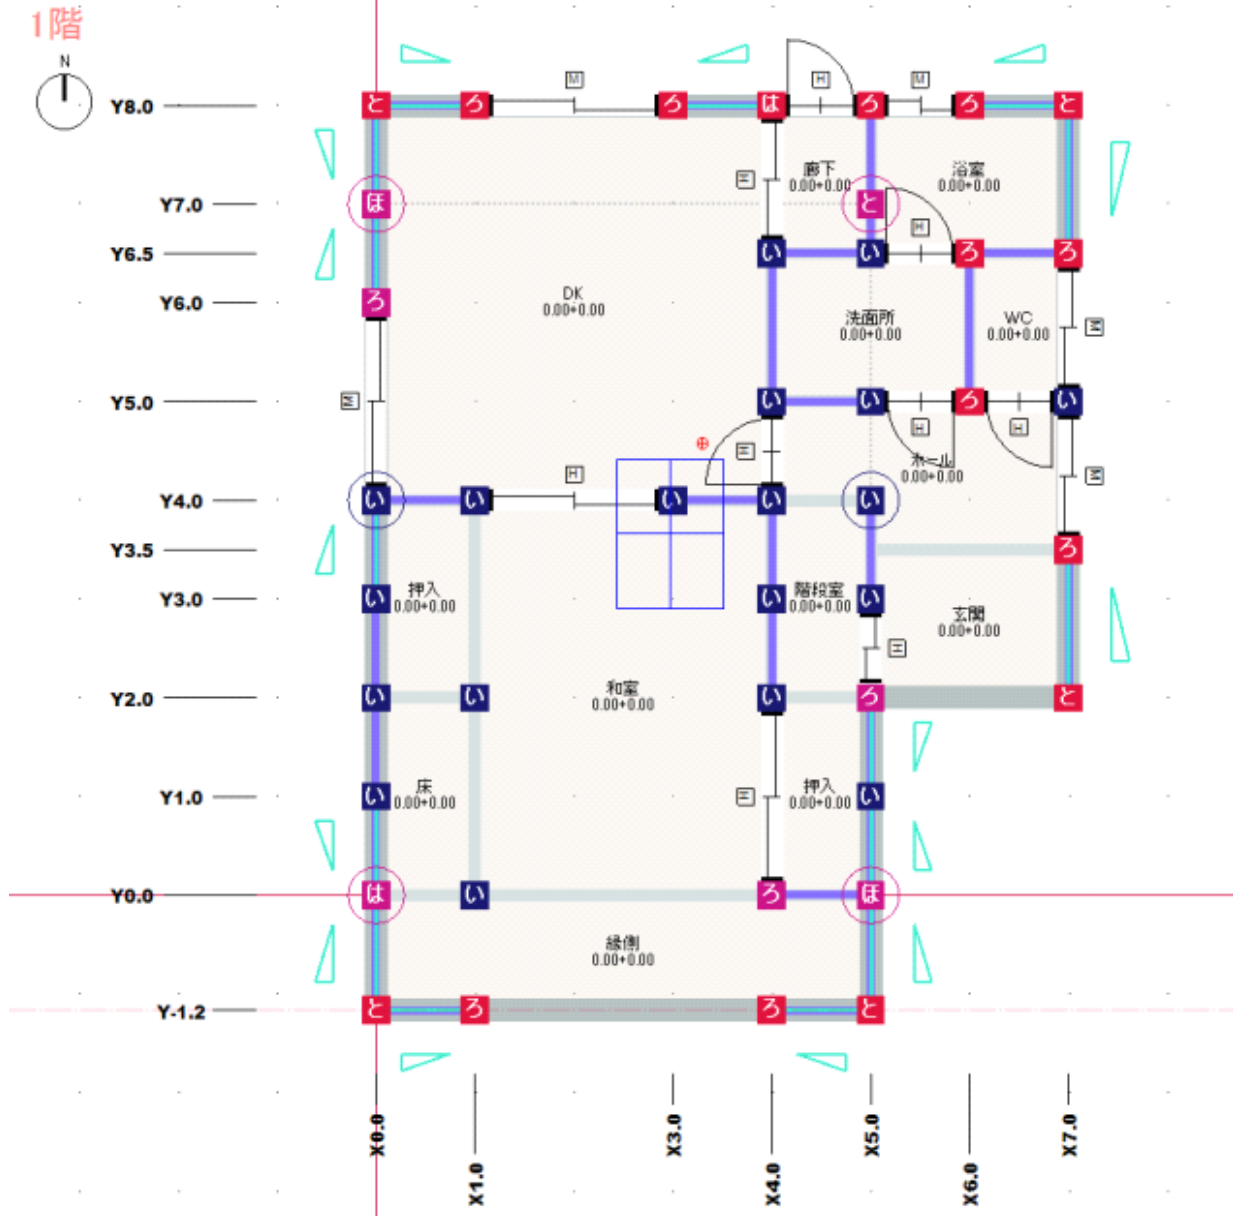 1階
N
M
H
M
Y8.0 と ろ ろ は ろ ろ と
廊下 浴室
0.00+0.00 0.00+0.00
H
Y7.0 ほ と
H
Y6.5 い い ろ ろ
Y6.0 ろ
DK
0.00+0.00
洗面所 WC
0.00+0.00 0.00+0.00
M
M
Y5.0 い い ろ い
H H
H
ホール
0.00+0.00
H
M
Y4.0 い い い い い
Y3.5 ろ
押入 階段室
0.00+0.00 0.00+0.00
Y3.0 い い い
玄関
0.00+0.00
H
和室
0.00+0.00
Y2.0 い い い ろ と
床 押入
0.00+0.00 0.00+0.00
H
Y1.0 い い
Y0.0 は い ろ ほ
縁側
0.00+0.00
Y-1.2 と ろ ろ と
X0.0 X3.0 X5.0 X7.0
X1.0 X4.0 X6.0